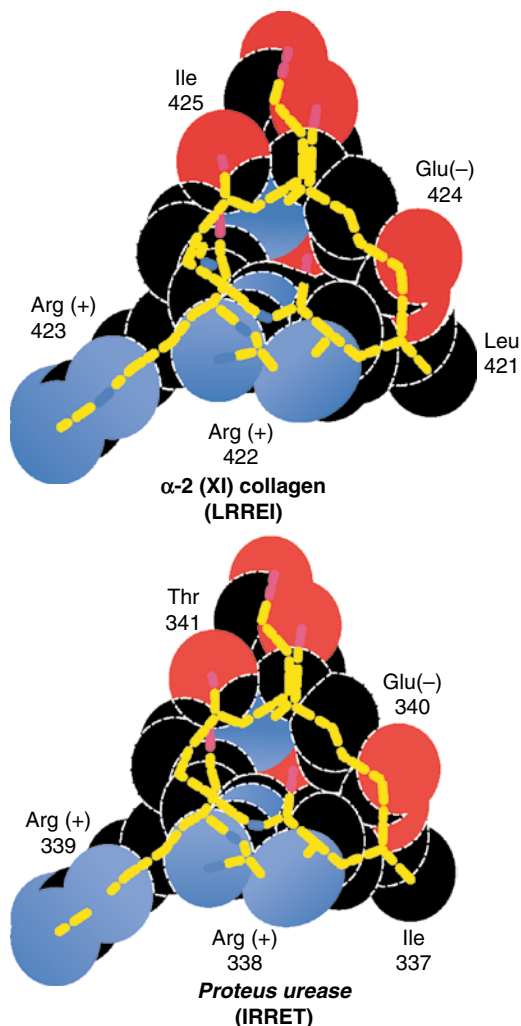 Ile
425
Glu(–)
424
Arg (+)
423
Leu
421
Arg (+)
422
α-2 (XI) collagen
(LRREI)
Thr
341
Glu(–)
340
Arg (+)
339
Arg (+)
338
Ile
337
Proteus urease
(IRRET)